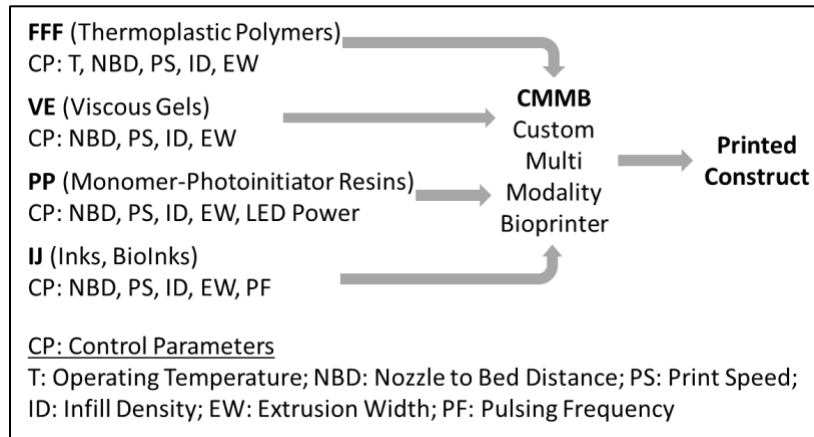 FFF (Thermoplastic Polymers)
CP: T, NBD, PS, ID, EW
VE (Viscous Gels)
CP: NBD, PS, ID, EW
PP (Monomer-Photoinitiator Resins)
CP: NBD, PS, ID, EW, LED Power
IJ (Inks, BioInks)
CP: NBD, PS, ID, EW, PF
CMMB
Custom
Multi
Modality
Bioprinter
Printed
Construct
CP: Control Parameters
T: Operating Temperature; NBD: Nozzle to Bed Distance; PS: Print Speed;
ID: Infill Density; EW: Extrusion Width; PF: Pulsing Frequency